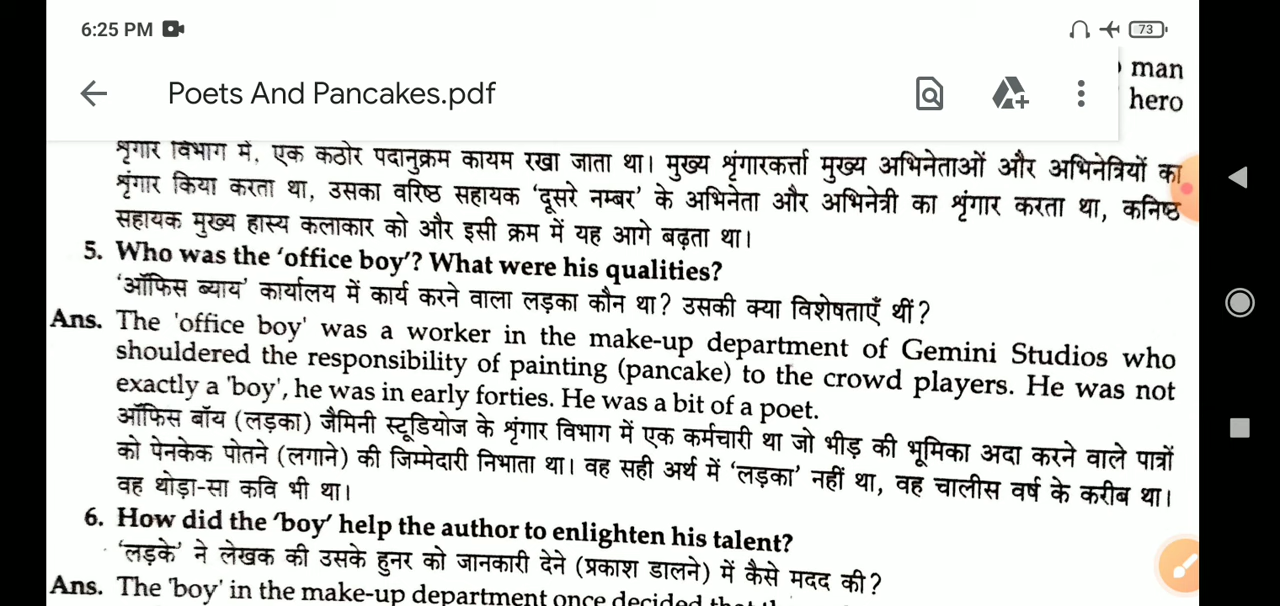 6:25 PM
73
Poets And Pancakes.pdf
man
hero
शृंगार विभाग में, एक कठोर पदानुक्रम कायम रखा जाता था। मुख्य शृंगारकर्त्ता मुख्य अभिनेताओं और अभिनेत्रियों का
शृंगार किया करता था, उसका वरिष्ठ सहायक ‘दूसरे नम्बर’ के अभिनेता और अभिनेत्री का शृंगार करता था, कनिष्ठ
सहायक मुख्य हास्य कलाकार को और इसी क्रम में यह आगे बढ़ता था।
5. Who was the ‘office boy’? What were his qualities?
‘ऑफिस ब्याय’ कार्यालय में कार्य करने वाला लड़का कौन था? उसकी क्या विशेषताएँ थीं?
Ans. The 'office boy' was a worker in the make-up department of Gemini Studios who
shouldered the responsibility of painting (pancake) to the crowd players. He was not
exactly a 'boy', he was in early forties. He was a bit of a poet.
ऑफिस बॉय (लड़का) जैमिनी स्टूडियोज के शृंगार विभाग में एक कर्मचारी था जो भीड़ की भूमिका अदा करने वाले पात्रों
को पेनकेक पोतने (लगाने) की जिम्मेदारी निभाता था। वह सही अर्थ में ‘लड़का’ नहीं था, वह चालीस वर्ष के करीब था।
वह थोड़ा-सा कवि भी था।
6. How did the ‘boy’ help the author to enlighten his talent?
‘लड़के’ ने लेखक की उसके हुनर को जानकारी देने (प्रकाश डालने) में कैसे मदद की?
Ans. The 'boy' in the make-up department once decided that